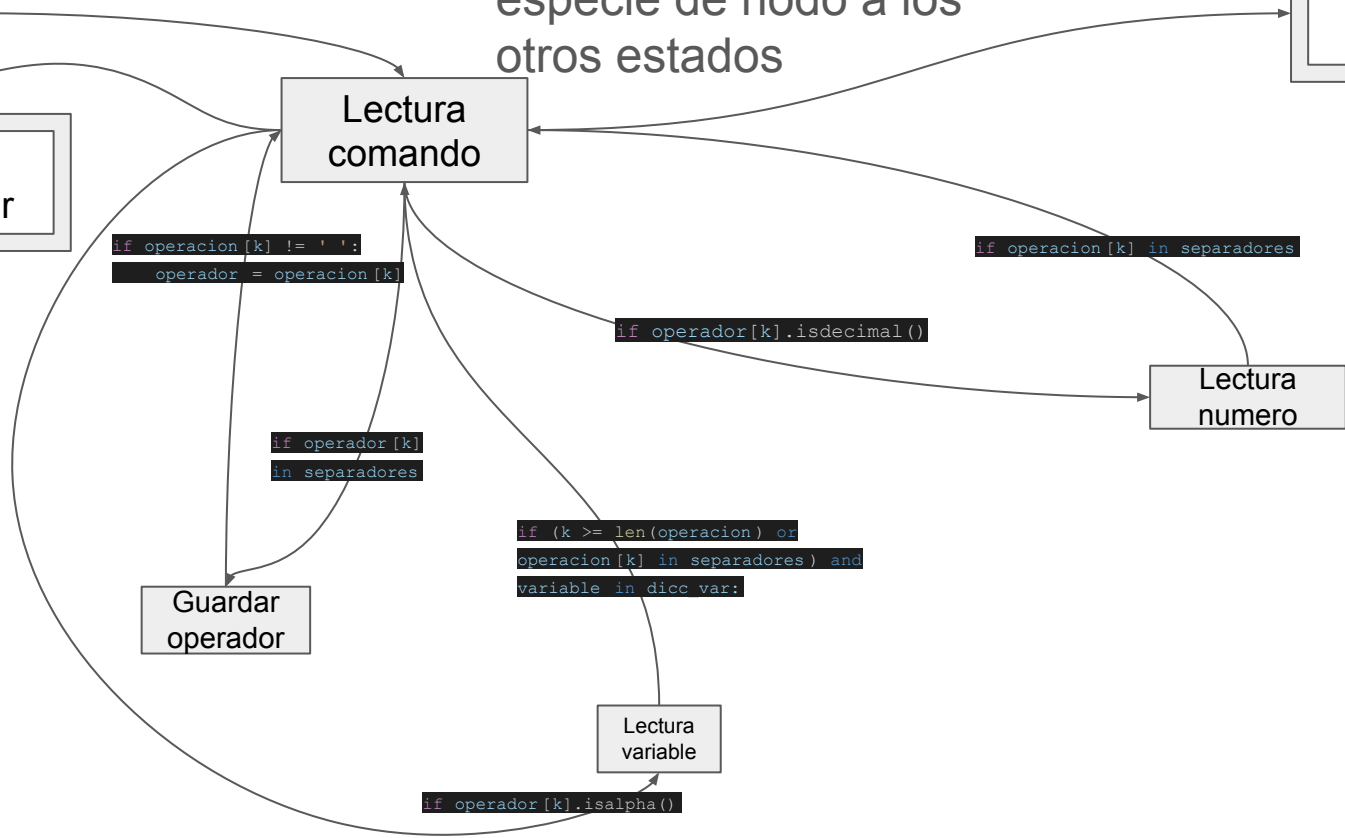 especie de nodo a los
otros estados
Lectura
comando
r
if operacion[k] != ' ':
operador = operacion[k]
if operacion[k] in separadores
if operador[k].isdecimal()
Lectura
numero
if operador[k]
in separadores
if (k >= len(operacion) or
operacion[k] in separadores) and
variable in dicc_var:
Guardar
operador
Lectura
variable
if operador[k].isalpha()